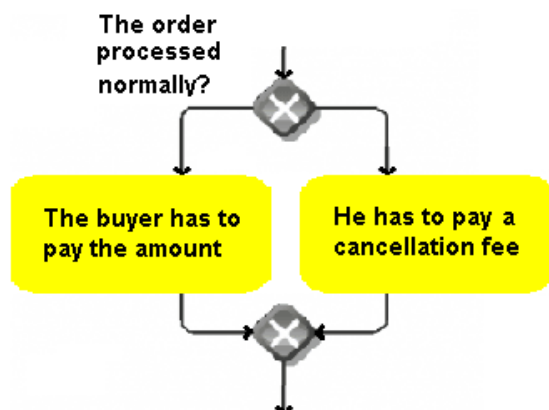 The order
processed
normally?
The buyer has to
pay the amount
He has to pay a
cancellation fee